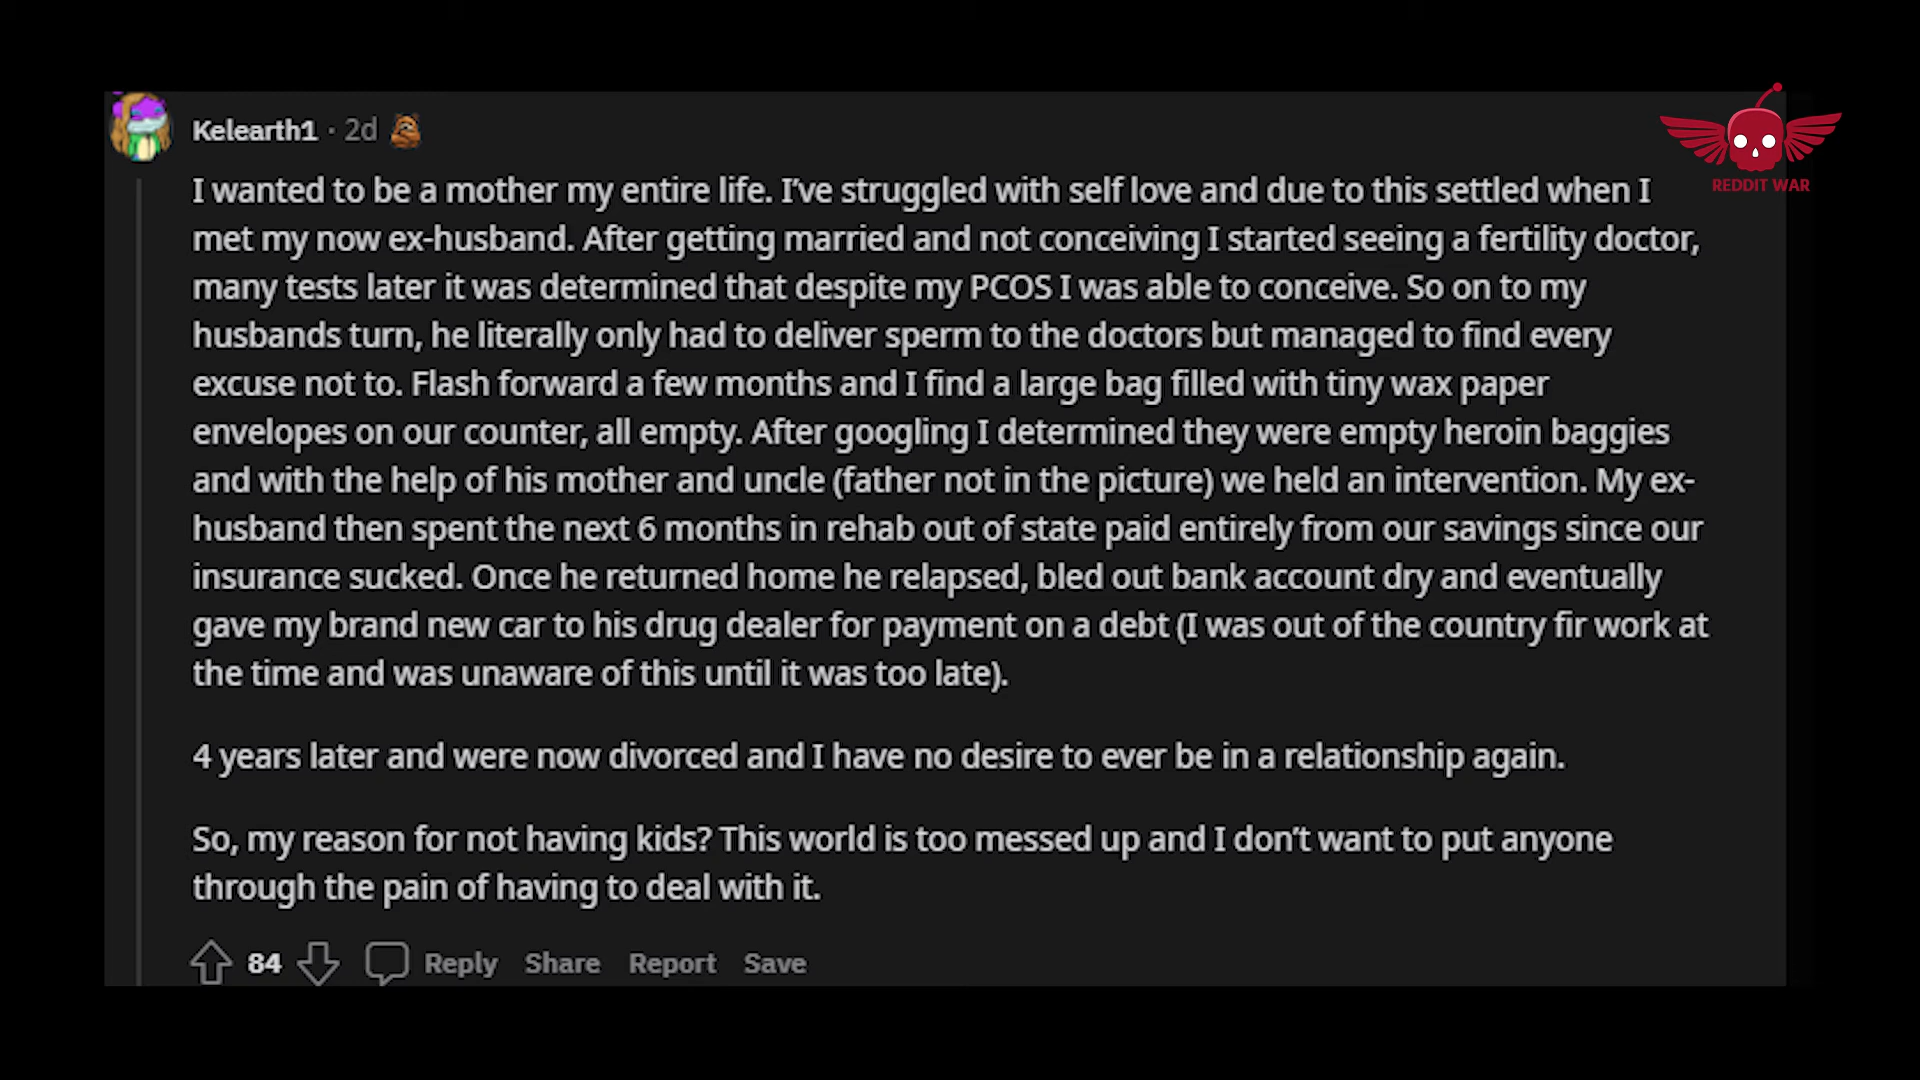 Kelearth1 · 2d
REDDIT WAR
I wanted to be a mother my entire life. I've struggled with self love and due to this settled when I
met my now ex-husband. After getting married and not conceiving I started seeing a fertility doctor,
many tests later it was determined that despite my PCOS I was able to conceive. So on to my
husbands turn, he literally only had to deliver sperm to the doctors but managed to find every
excuse not to. Flash forward a few months and I find a large bag filled with tiny wax paper
envelopes on our counter, all empty. After googling I determined they were empty heroin baggies
and with the help of his mother and uncle (father not in the picture) we held an intervention. My ex-
husband then spent the next 6 months in rehab out of state paid entirely from our savings since our
insurance sucked. Once he returned home he relapsed, bled out bank account dry and eventually
gave my brand new car to his drug dealer for payment on a debt (I was out of the country fir work at
the time and was unaware of this until it was too late).
4 years later and were now divorced and I have no desire to ever be in a relationship again.
So, my reason for not having kids? This world is too messed up and I don't want to put anyone
through the pain of having to deal with it.
84 Reply Share Report Save